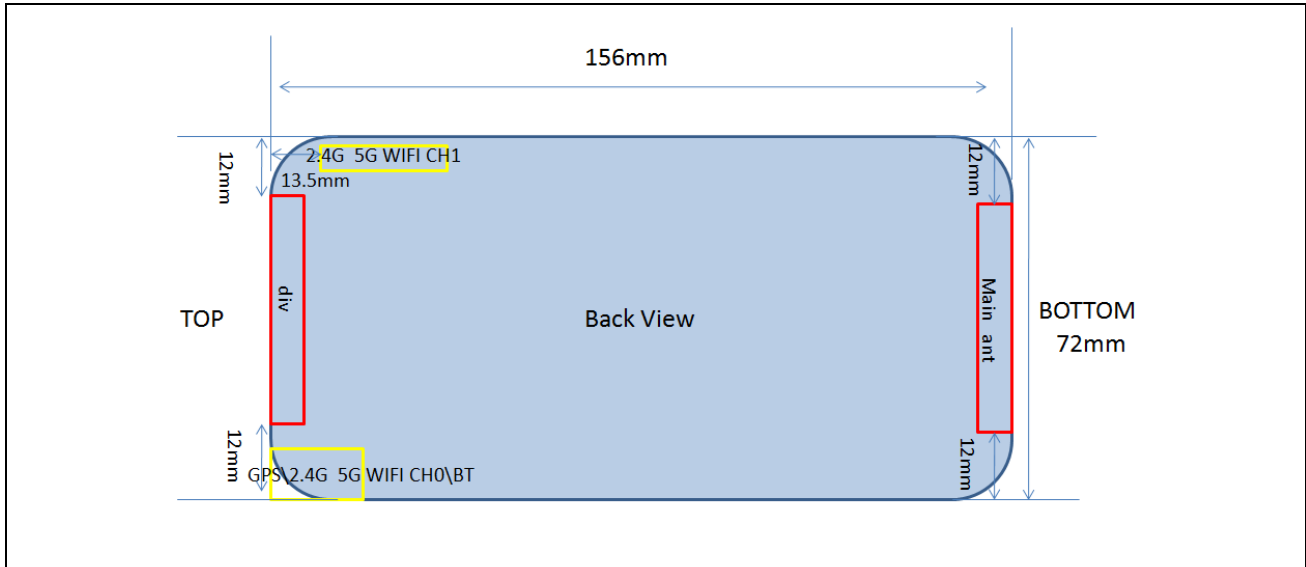 156mm
12mm
2.4G  5G WIFI CH1
13.5mm
12mm
div
Main ant
TOP
Back View
BOTTOM
72mm
12mm
GPS\2.4G  5G WIFI CH0\BT
12mm